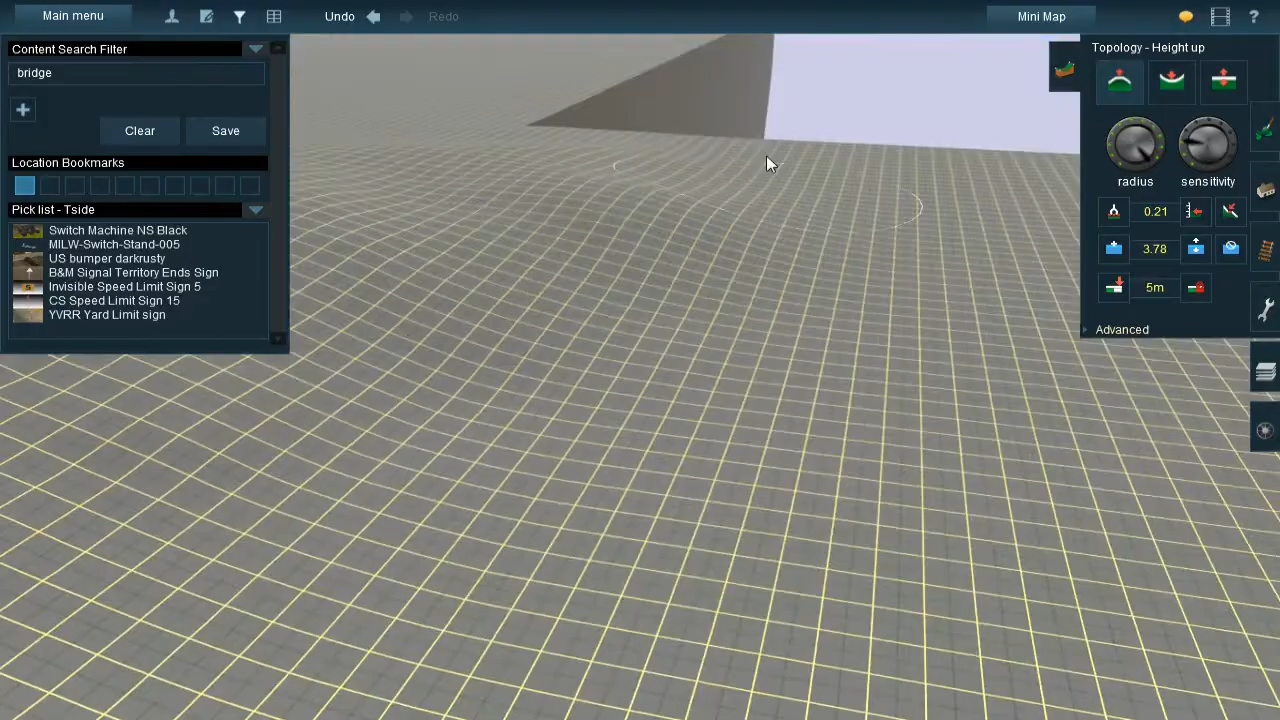 Main menu
Undo
Redo
Mini Map
?
Content Search Filter
bridge
Clear
Save
Location Bookmarks
Pick list - Tside
Switch Machine NS Black
MILW-Switch-Stand-005
US bumper darkrusty
B&M Signal Territory Ends Sign
Invisible Speed Limit Sign 5
CS Speed Limit Sign 15
YVRR Yard Limit sign
Topology - Height up
radius
sensitivity
0.21
3.78
5m
Advanced